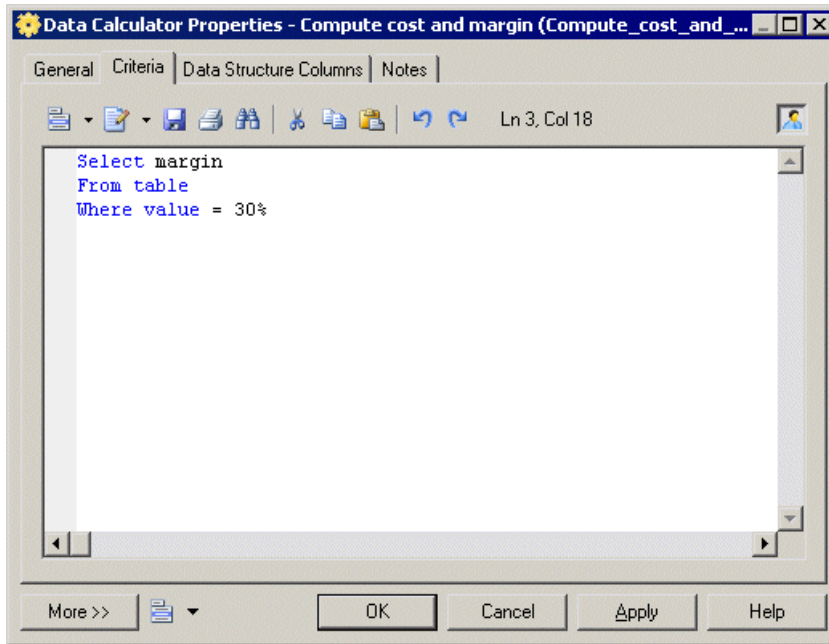 Data Calculator Properties - Compute cost and margin (Compute_cost_and_...
General Criteria Data Structure Columns Notes
Ln 3, Col 18
Select margin
From table
Where value = 30%
More >> OK Cancel Apply Help